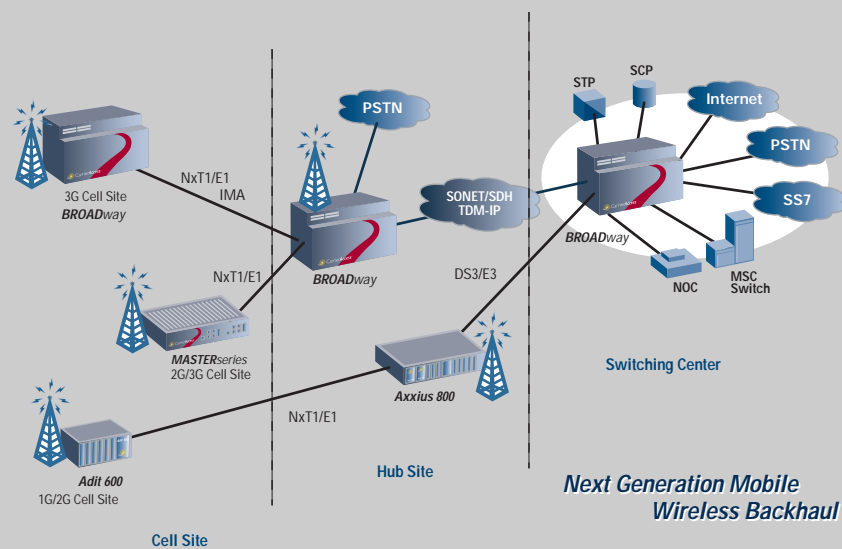 STP
SCP
Internet
PSTN
PSTN
SS7
3G Cell Site
BROADway
NxT1/E1
IMA
SONET/SDH
TDM-IP
BROADway
BROADway
NxT1/E1
DS3/E3
NOC
MSC
Switch
MASTERseries
2G/3G Cell Site
Axxius 800
Switching Center
NxT1/E1
Adit 600
1G/2G Cell Site
Hub Site
Cell Site
Next Generation Mobile
Wireless Backhaul